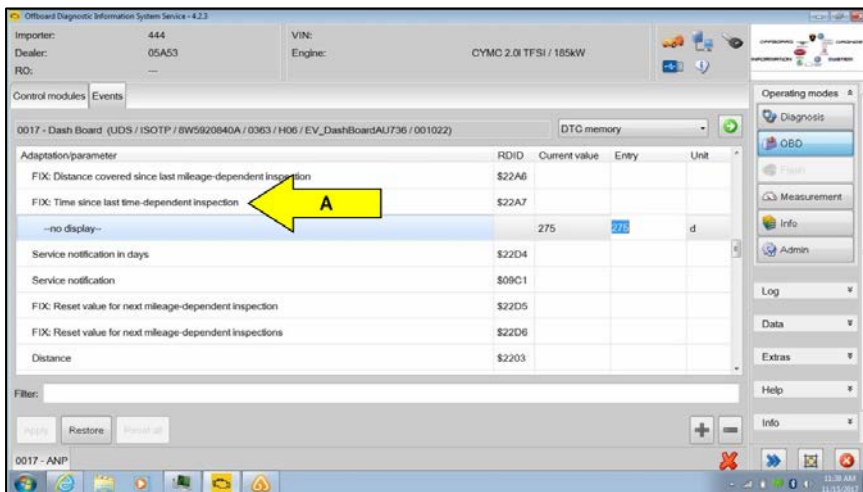 Offboard Diagnostic Information System Service - 4.2.3
Importer: 444 VIN:
Dealer: 05A53 Engine: CYMC 2.0l TFSI / 185kW
RO: ---
Control modules Events
0017 - Dash Board (UDS / ISOTP / 8W5920840A / 0363 / H06 / EV_DashBoardAU736 / 001022) DTC memory
Adaptation/parameter RDID Current value Entry Unit
FIX: Distance covered since last mileage-dependent inspection $22A6
FIX: Time since last time-dependent inspection $22A7
A
--no display-- 275 275 d
Service notification in days $22D4
Service notification $09C1
FIX: Reset value for next mileage-dependent inspection $22D5
FIX: Reset value for next mileage-dependent inspections $22D6
Distance $2203
Filter:
Apply Restore Reset all
0017 - ANP
Operating modes
Diagnosis
OBD
Flash
Measurement
Info
Admin
Log
Data
Extras
Help
Info
11:38 AM
11/15/2017